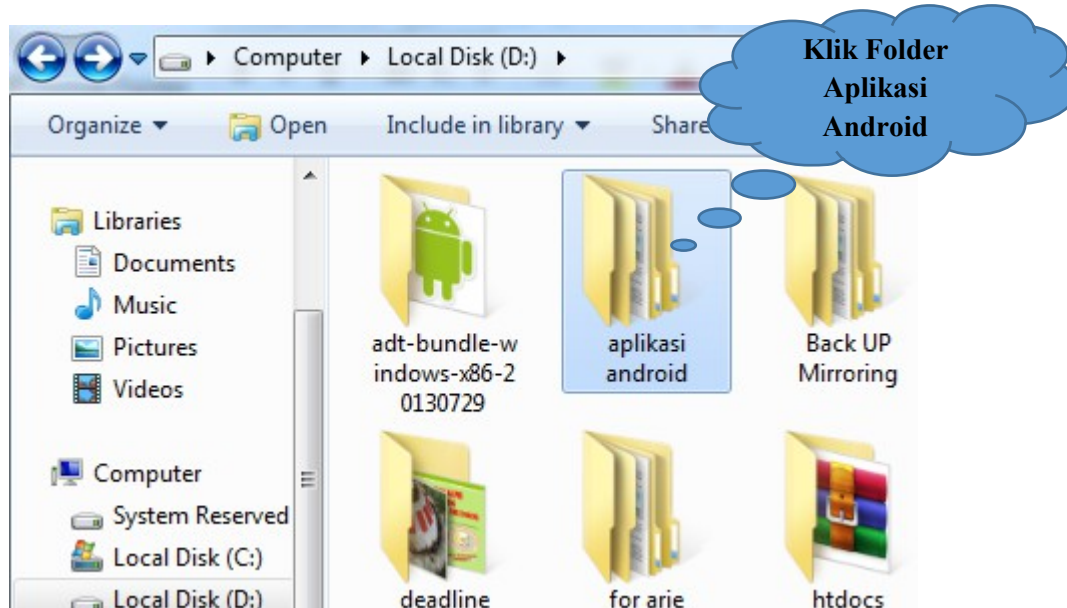 Computer ▸ Local Disk (D:) ▸
Klik Folder
Aplikasi
Android
Organize Open Include in library Share
Libraries
Documents
Music
Pictures
Videos
Computer
System Reserved
Local Disk (C:)
Local Disk (D:)
adt-bundle-w
indows-x86-2
0130729
aplikasi
android
Back UP
Mirroring
deadline
for arie
htdocs